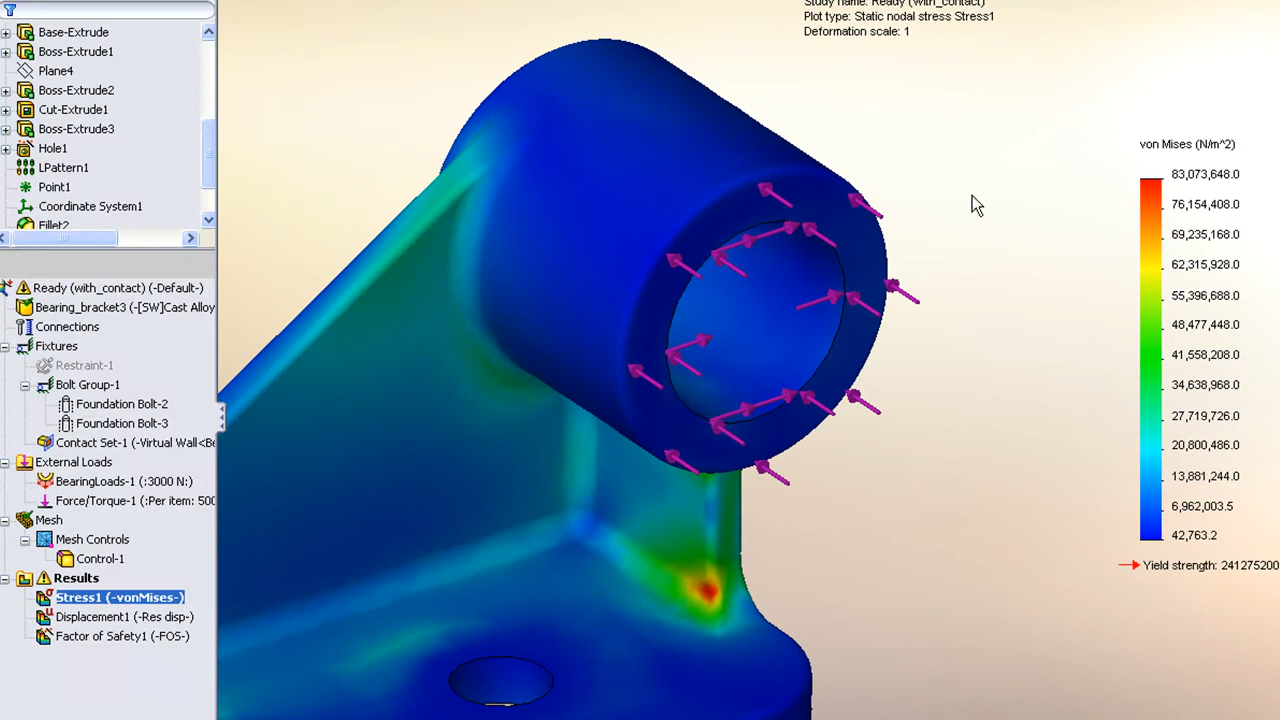 Base-Extrude
Boss-Extrude1
Plane4
Boss-Extrude2
Cut-Extrude1
Boss-Extrude3
Hole1
LPattern1
Point1
Coordinate System1
Fillet2
Ready (with_contact) (-Default-)
Bearing_bracket3 (-[SW]Cast Alloy
Connections
Fixtures
Restraint-1
Bolt Group-1
Foundation Bolt-2
Foundation Bolt-3
Contact Set-1 (-Virtual Wall<Be
External Loads
BearingLoads-1 (:3000 N:)
Force/Torque-1 (:Per item: 500
Mesh
Mesh Controls
Control-1
Results
Stress1 (-vonMises-)
Displacement1 (-Res disp-)
Factor of Safety1 (-FOS-)
Study name: Ready (with_contact)
Plot type: Static nodal stress Stress1
Deformation scale: 1
von Mises (N/m^2)
83,073,648.0
76,154,408.0
69,235,168.0
62,315,928.0
55,396,688.0
48,477,448.0
41,558,208.0
34,638,968.0
27,719,726.0
20,800,486.0
13,881,244.0
6,962,003.5
42,763.2
Yield strength: 241275200